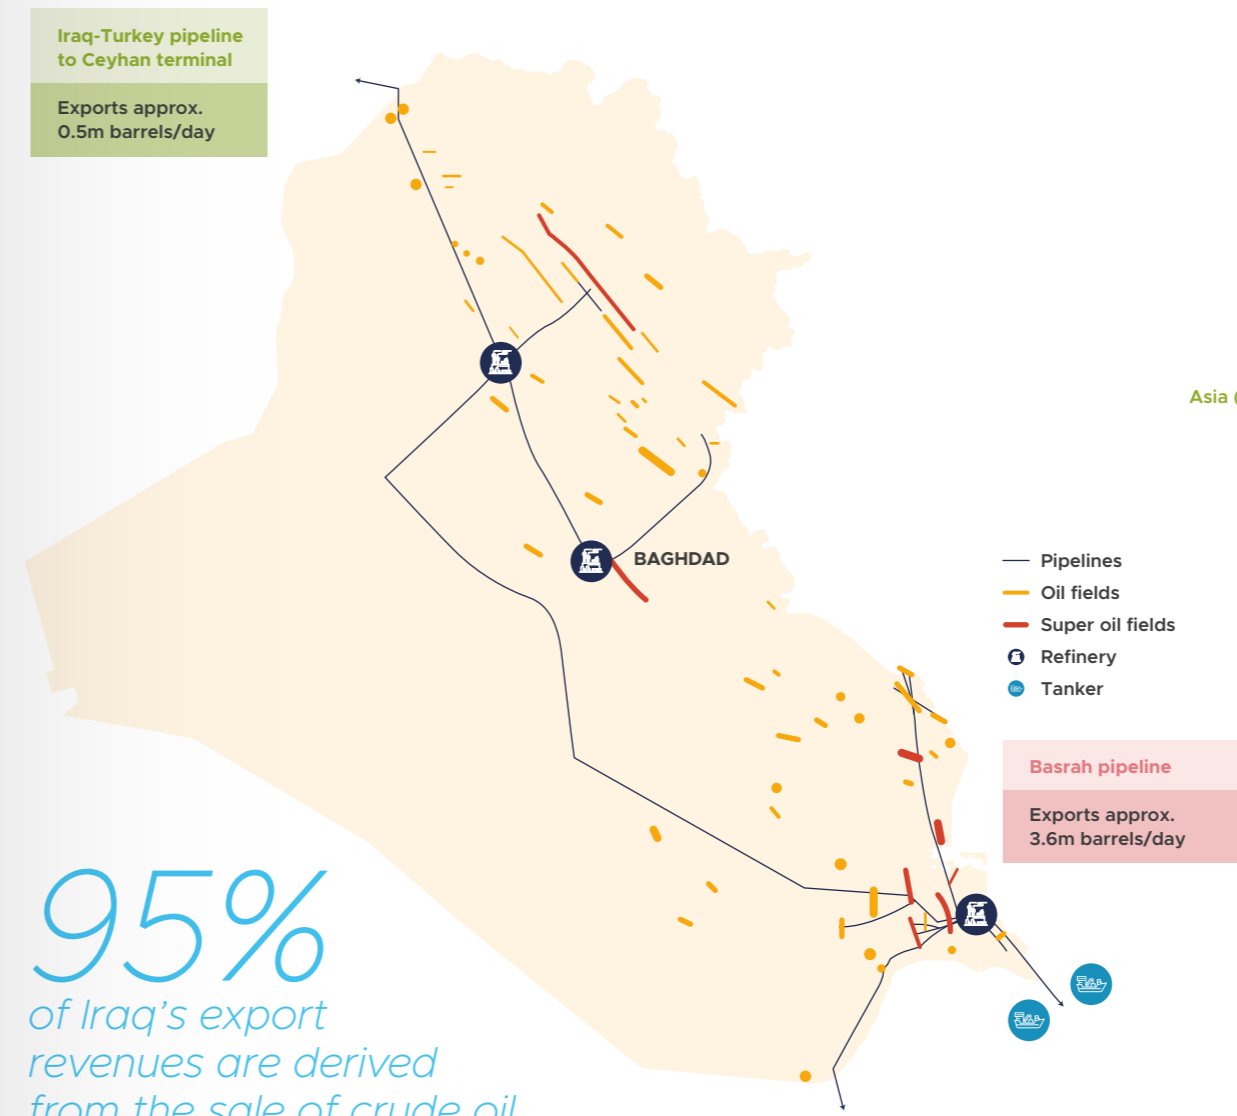 Iraq-Turkey pipeline
to Ceyhan terminal
Exports approx.
0.5m barrels/day
Asia (
BAGHDAD
Pipelines
Oil fields
Super oil fields
Refinery
Tanker
Basrah pipeline
Exports approx.
3.6m barrels/day
95%
of Iraq’s export
revenues are derived
from the sale of crude oil